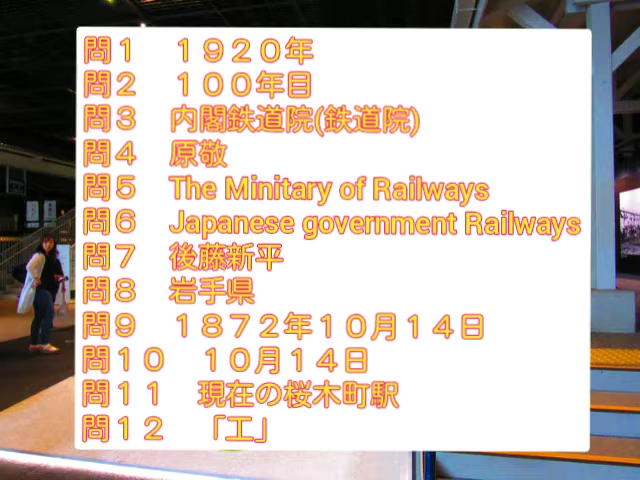 問１　１９２０年
問２　１００年目
問３　内閣鉄道院(鉄道院)
問４　原敬
問５　The Minitary of Railways
問６　Japanese government Railways
問７　後藤新平
問８　岩手県
問９　１８７２年１０月１４日
問１０　１０月１４日
問１１　現在の桜木町駅
問１２　「工」